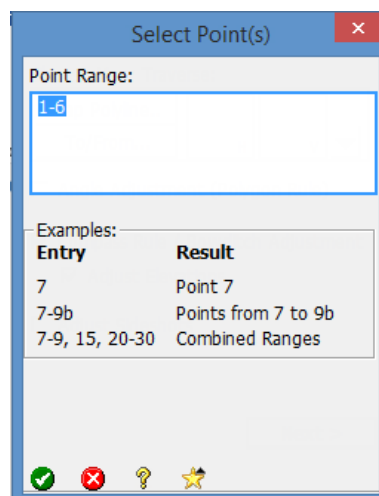 Select Point(s)
Point Range:
1-6
Examples:
Entry Result
7 Point 7
7-9b Points from 7 to 9b
7-9, 15, 20-30 Combined Ranges